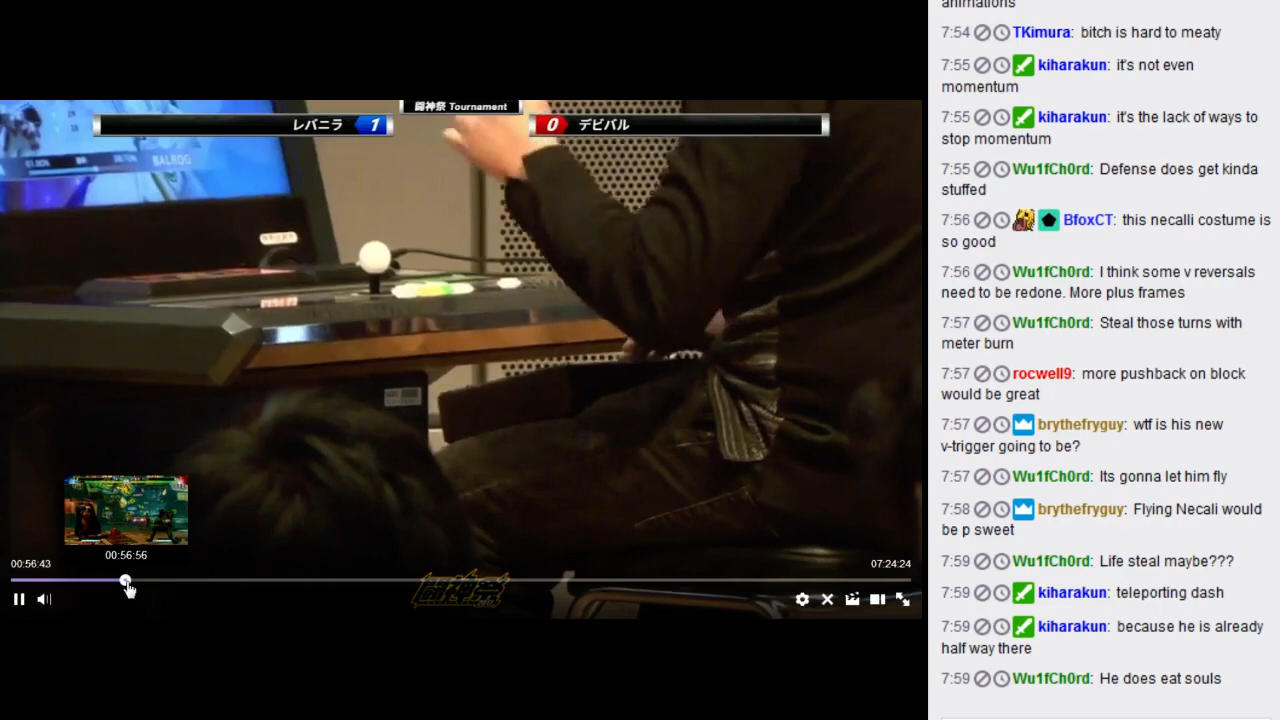 闘神祭 Tournament
レバニラ 1
0 デビバル
BALROG
闘神祭
00:56:56
00:56:43
07:24:24
animations
7:54 TKimura: bitch is hard to meaty
7:55 kiharakun: it's not even
momentum
7:55 kiharakun: it's the lack of ways to
stop momentum
7:55 Wu1fCh0rd: Defense does get kinda
stuffed
7:56 BfoxCT: this necalli costume is
so good
7:56 Wu1fCh0rd: I think some v reversals
need to be redone. More plus frames
7:57 Wu1fCh0rd: Steal those turns with
meter burn
7:57 rocwell9: more pushback on block
would be great
7:57 brythefryguy: wtf is his new
v-trigger going to be?
7:57 Wu1fCh0rd: Its gonna let him fly
7:58 brythefryguy: Flying Necali would
be p sweet
7:59 Wu1fCh0rd: Life steal maybe???
7:59 kiharakun: teleporting dash
7:59 kiharakun: because he is already
half way there
7:59 Wu1fCh0rd: He does eat souls